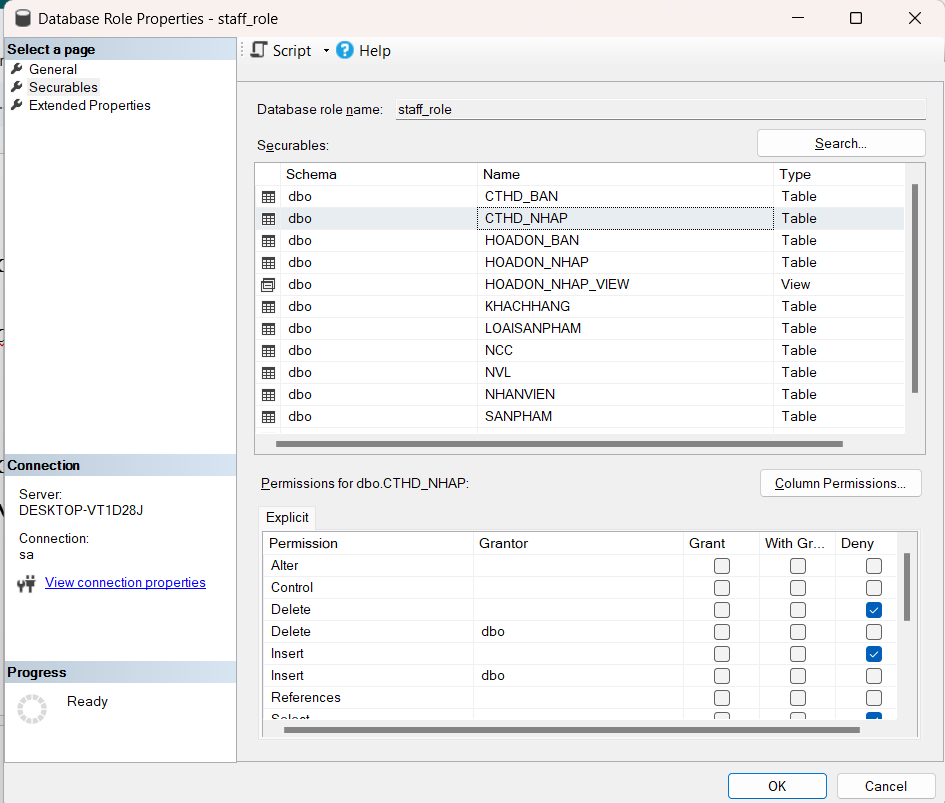 Database Role Properties - staff_role
Select a page
General
Securables
Extended Properties
Connection
Server:
DESKTOP-VT1D28J
Connection:
sa
View connection properties
Progress
Ready
Script
Help
Database role name: staff_role
Securables:
Search...
Schema Name Type
dbo CTHD_BAN Table
dbo CTHD_NHAP Table
dbo HOADON_BAN Table
dbo HOADON_NHAP Table
dbo HOADON_NHAP_VIEW View
dbo KHACHHANG Table
dbo LOAISANPHAM Table
dbo NCC Table
dbo NVL Table
dbo NHANVIEN Table
dbo SANPHAM Table
Permissions for dbo.CTHD_NHAP:
Column Permissions...
Explicit
Permission Grantor Grant With Gr... Deny
Alter
Control
Delete
Delete dbo
Insert
Insert dbo
References
Select
OK Cancel